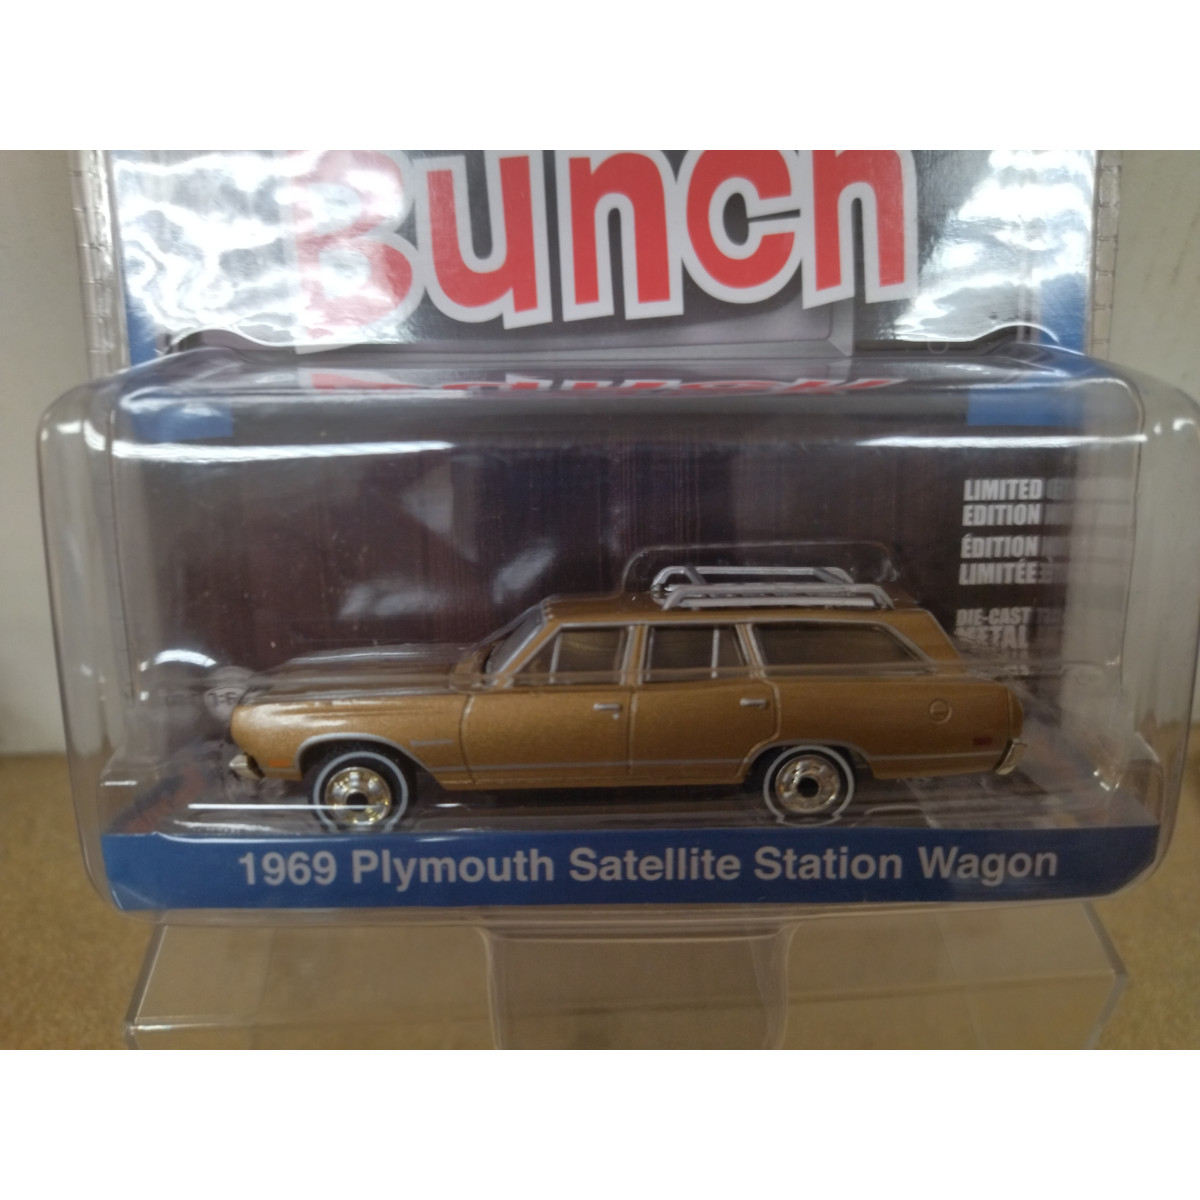 Bunch
LIMITED
EDITION
ÉDITION
LIMITÉE
DIE-CAST
METAL
1969 Plymouth Satellite Station Wagon